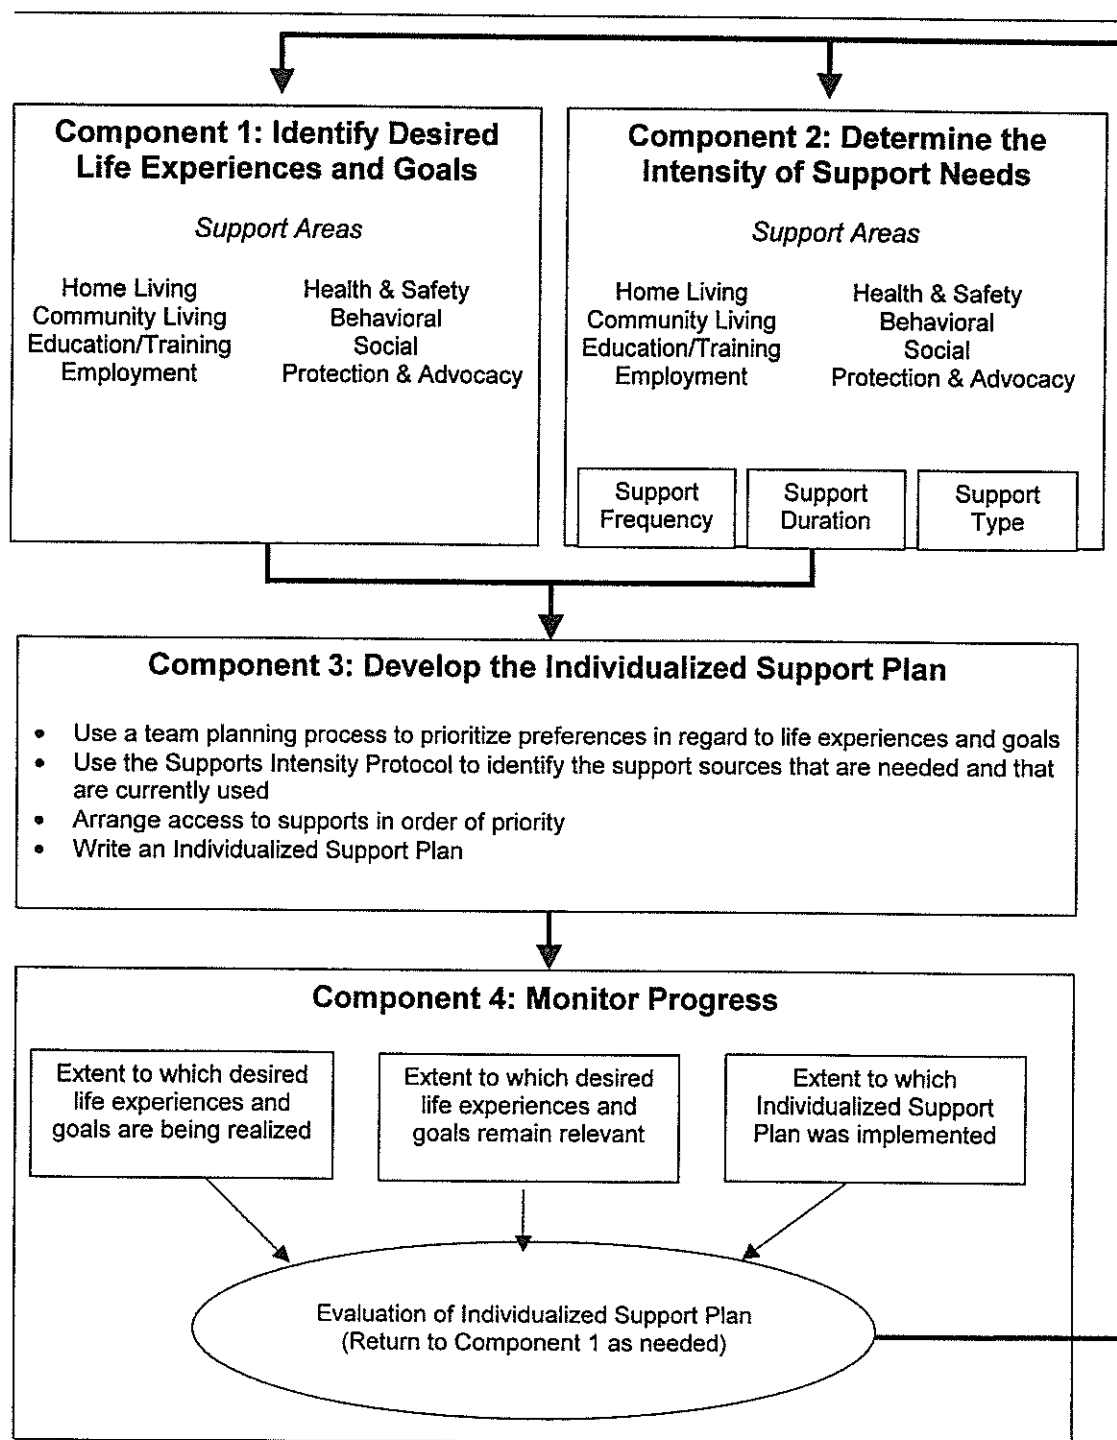 Component 1: Identify Desired
Life Experiences and Goals
Support Areas
Home Living
Community Living
Education/Training
Employment
Health & Safety
Behavioral
Social
Protection & Advocacy
Component 2: Determine the
Intensity of Support Needs
Support Areas
Home Living
Community Living
Education/Training
Employment
Health & Safety
Behavioral
Social
Protection & Advocacy
Support
Frequency
Support
Duration
Support
Type
Component 3: Develop the Individualized Support Plan
• Use a team planning process to prioritize preferences in regard to life experiences and goals
• Use the Supports Intensity Protocol to identify the support sources that are needed and that
are currently used
• Arrange access to supports in order of priority
• Write an Individualized Support Plan
Component 4: Monitor Progress
Extent to which desired
life experiences and
goals are being realized
Extent to which desired
life experiences and
goals remain relevant
Extent to which
Individualized Support
Plan was implemented
Evaluation of Individualized Support Plan
(Return to Component 1 as needed)